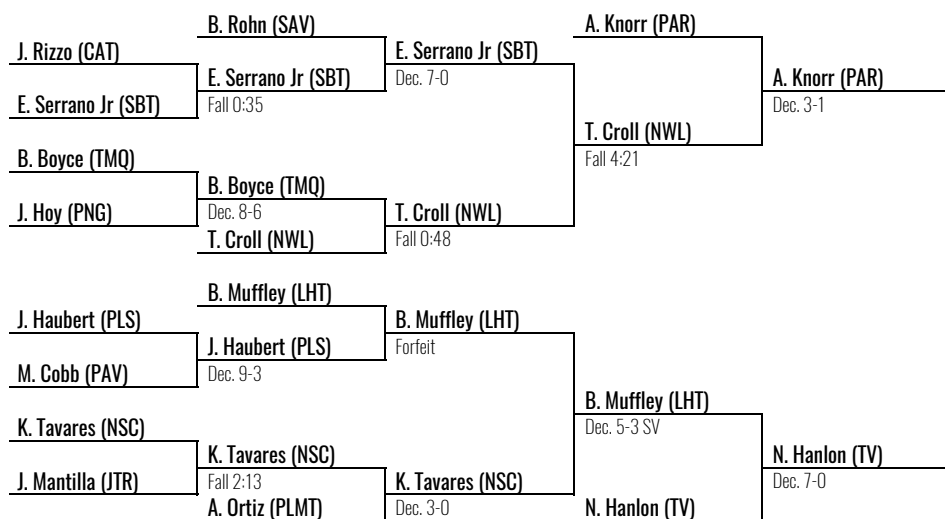 B. Rohn (SAV)
A. Knorr (PAR)
J. Rizzo (CAT)
E. Serrano Jr (SBT)
E. Serrano Jr (SBT)
Dec. 7-0
A. Knorr (PAR)
Dec. 3-1
E. Serrano Jr (SBT)
Fall 0:35
T. Croll (NWL)
Fall 4:21
B. Boyce (TMQ)
B. Boyce (TMQ)
Dec. 8-6
J. Hoy (PNG)
T. Croll (NWL)
Fall 0:48
T. Croll (NWL)
B. Muffley (LHT)
J. Haubert (PLS)
B. Muffley (LHT)
Forfeit
J. Haubert (PLS)
Dec. 9-3
M. Cobb (PAV)
B. Muffley (LHT)
Dec. 5-3 SV
K. Tavares (NSC)
K. Tavares (NSC)
Fall 2:13
N. Hanlon (TV)
Dec. 7-0
J. Mantilla (JTR)
K. Tavares (NSC)
Dec. 3-0
A. Ortiz (PLMT)
N. Hanlon (TV)